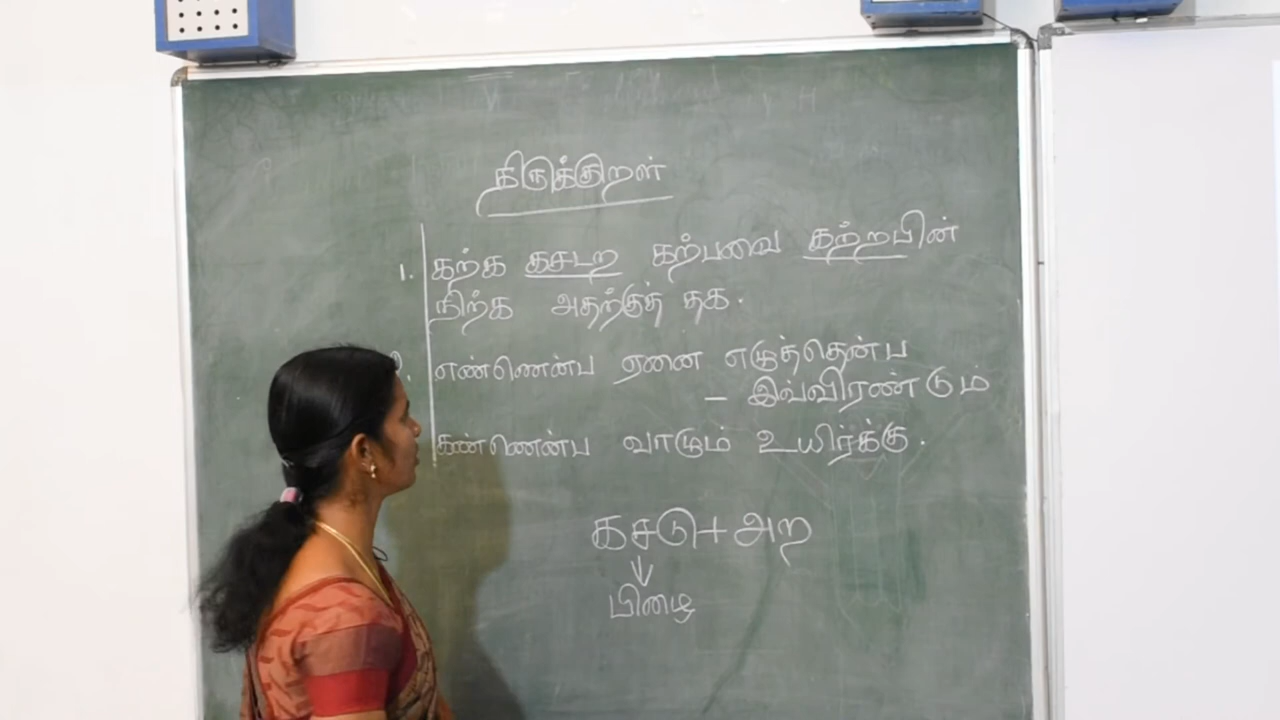 திருக்குறள்
1. கற்க கசடற கற்பவை கற்றபின்
நிற்க அதற்குத் தக.
2. எண்ணென்ப ஏனை எடுத்தென்ப
– இவ்விரண்டும்
கண்ணென்ப வாடும் உயிர்க்கு.
கசடு+அற
↓
பிழை